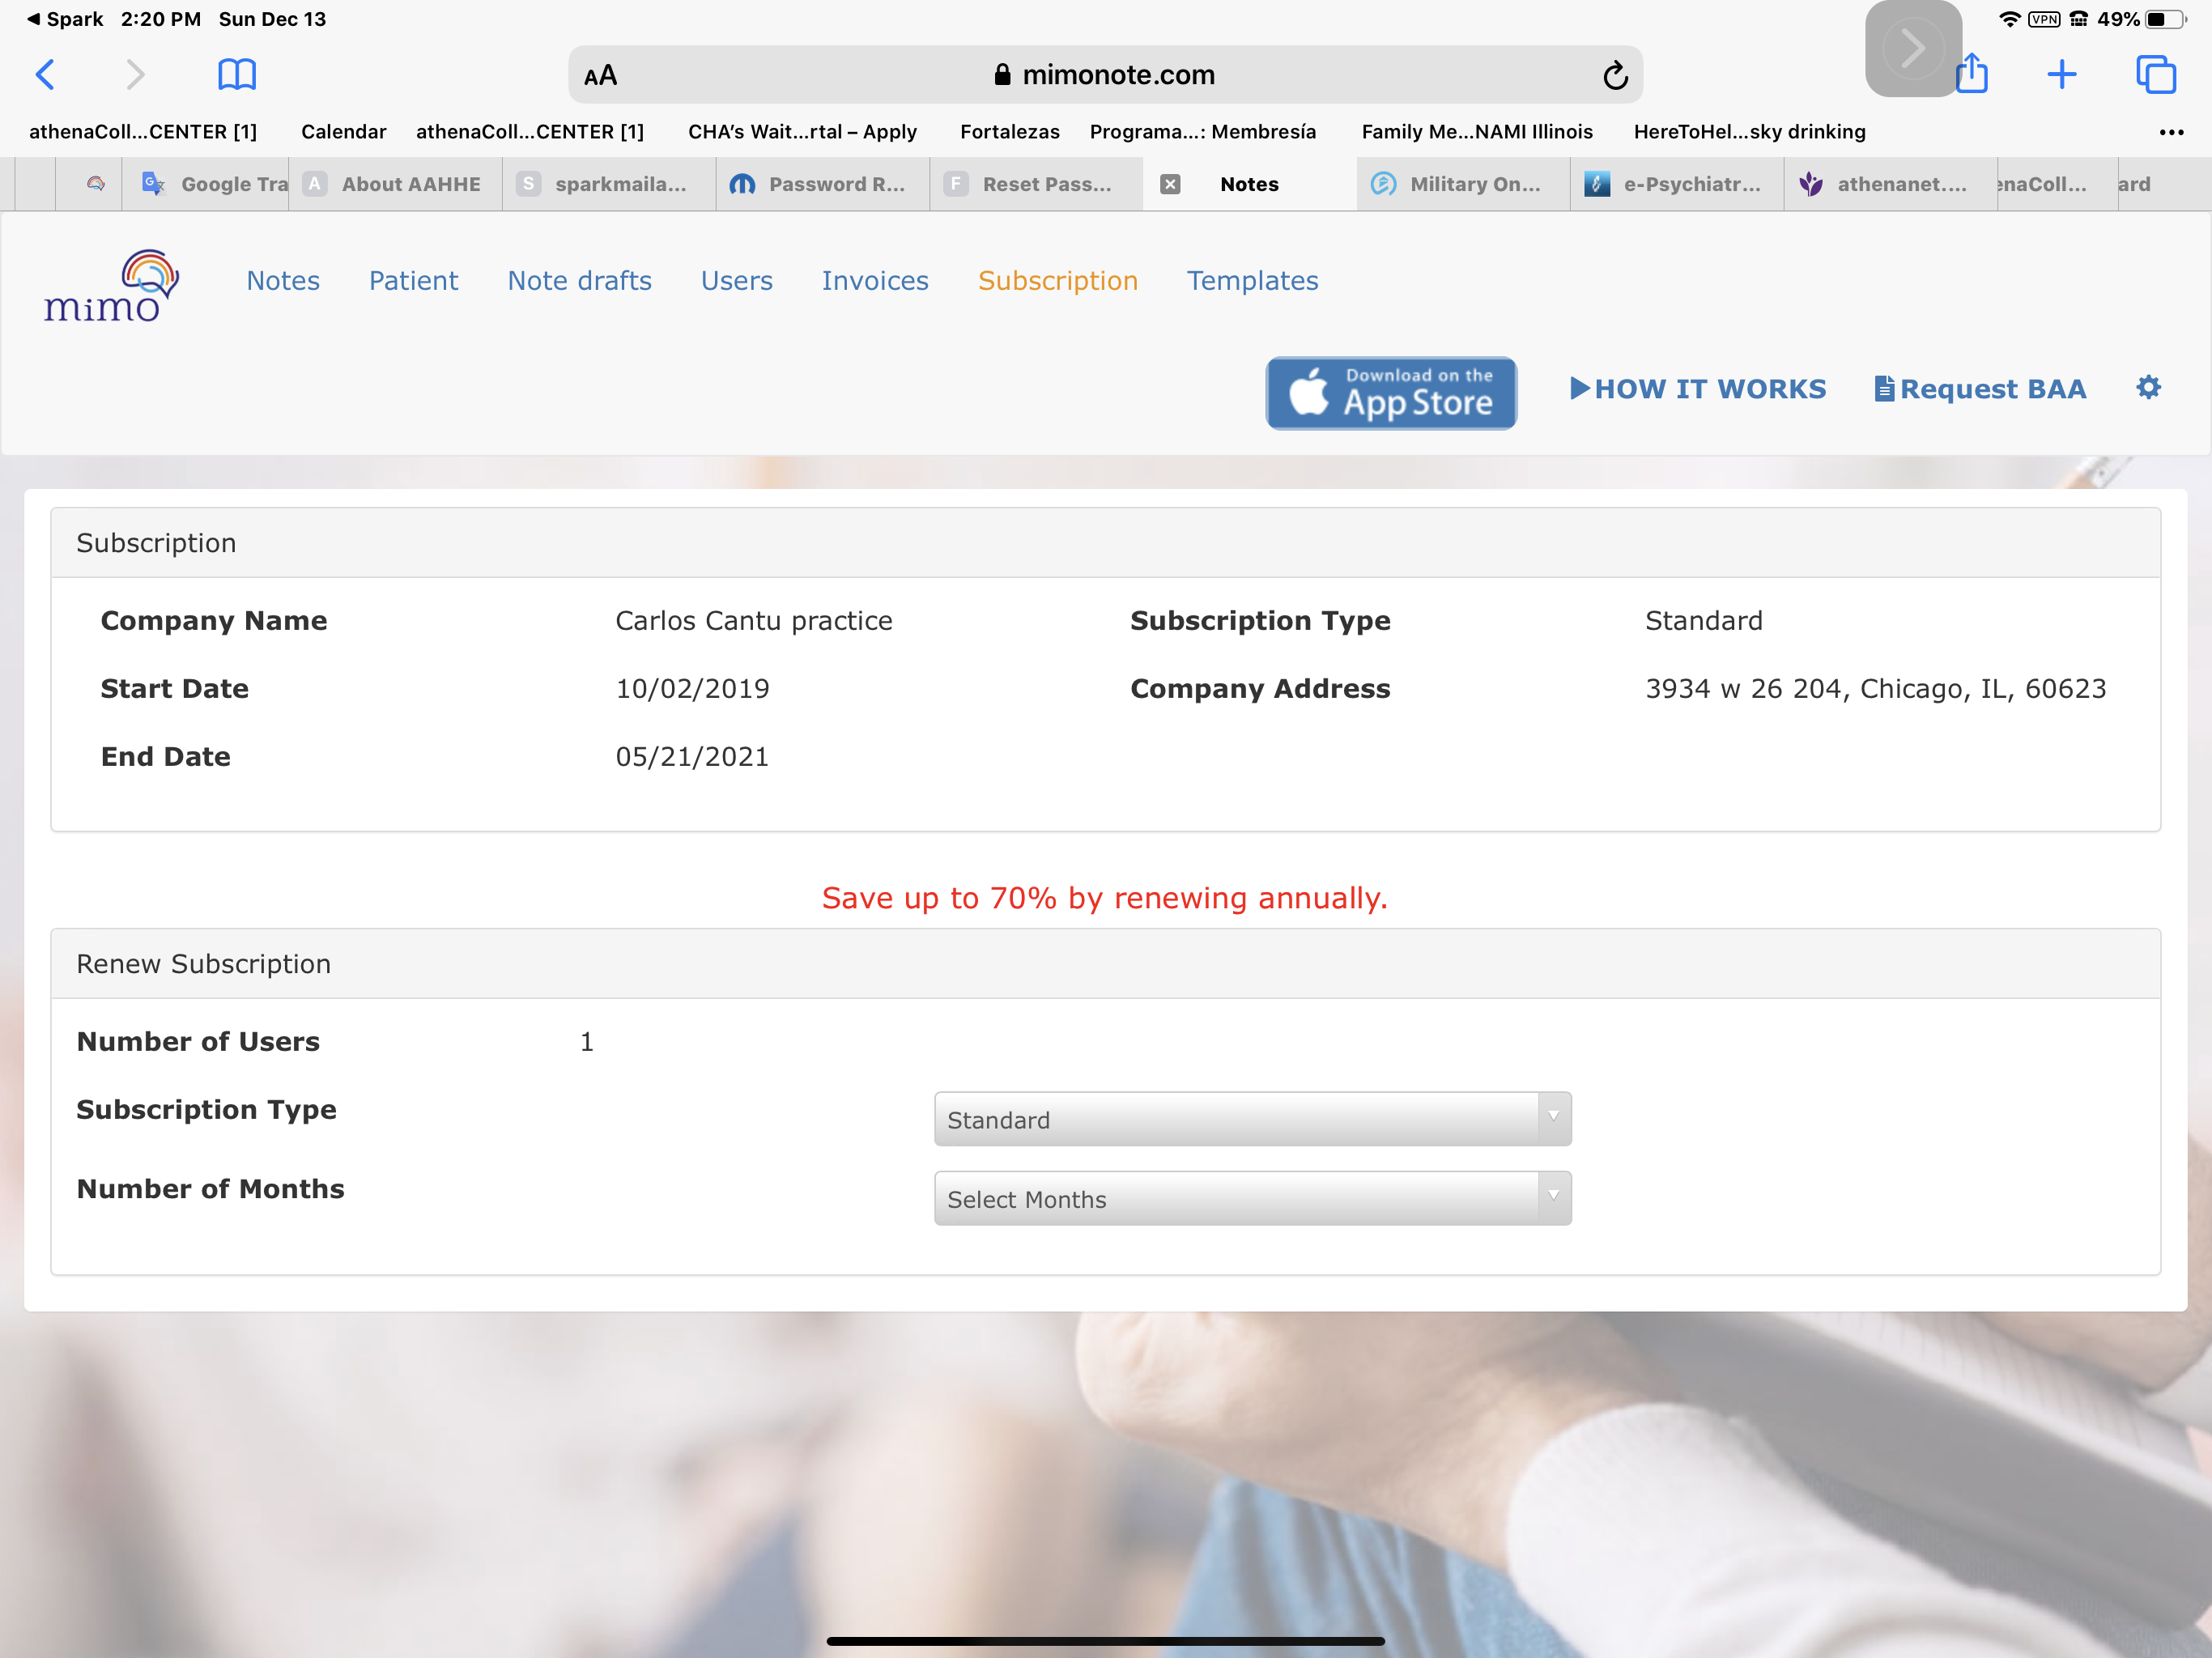 ◀ Spark 2:20 PM Sun Dec 13 VPN 49%
AA mimonote.com
athenaColl...CENTER [1] Calendar athenaColl...CENTER [1] CHA's Wait...rtal – Apply Fortalezas Programa...: Membresía Family Me...NAMI Illinois HereToHel...sky drinking •••
Google Tra A About AAHHE S sparkmaila... Password R... F Reset Pass... Notes Military On... e-Psychiatr... athenanet.... enaColl... ard
mimo Notes Patient Note drafts Users Invoices Subscription Templates
Download on the
App Store
HOW IT WORKS Request BAA
Subscription
Company Name Carlos Cantu practice Subscription Type Standard
Start Date 10/02/2019 Company Address 3934 w 26 204, Chicago, IL, 60623
End Date 05/21/2021
Save up to 70% by renewing annually.
Renew Subscription
Number of Users 1
Subscription Type Standard
Number of Months Select Months